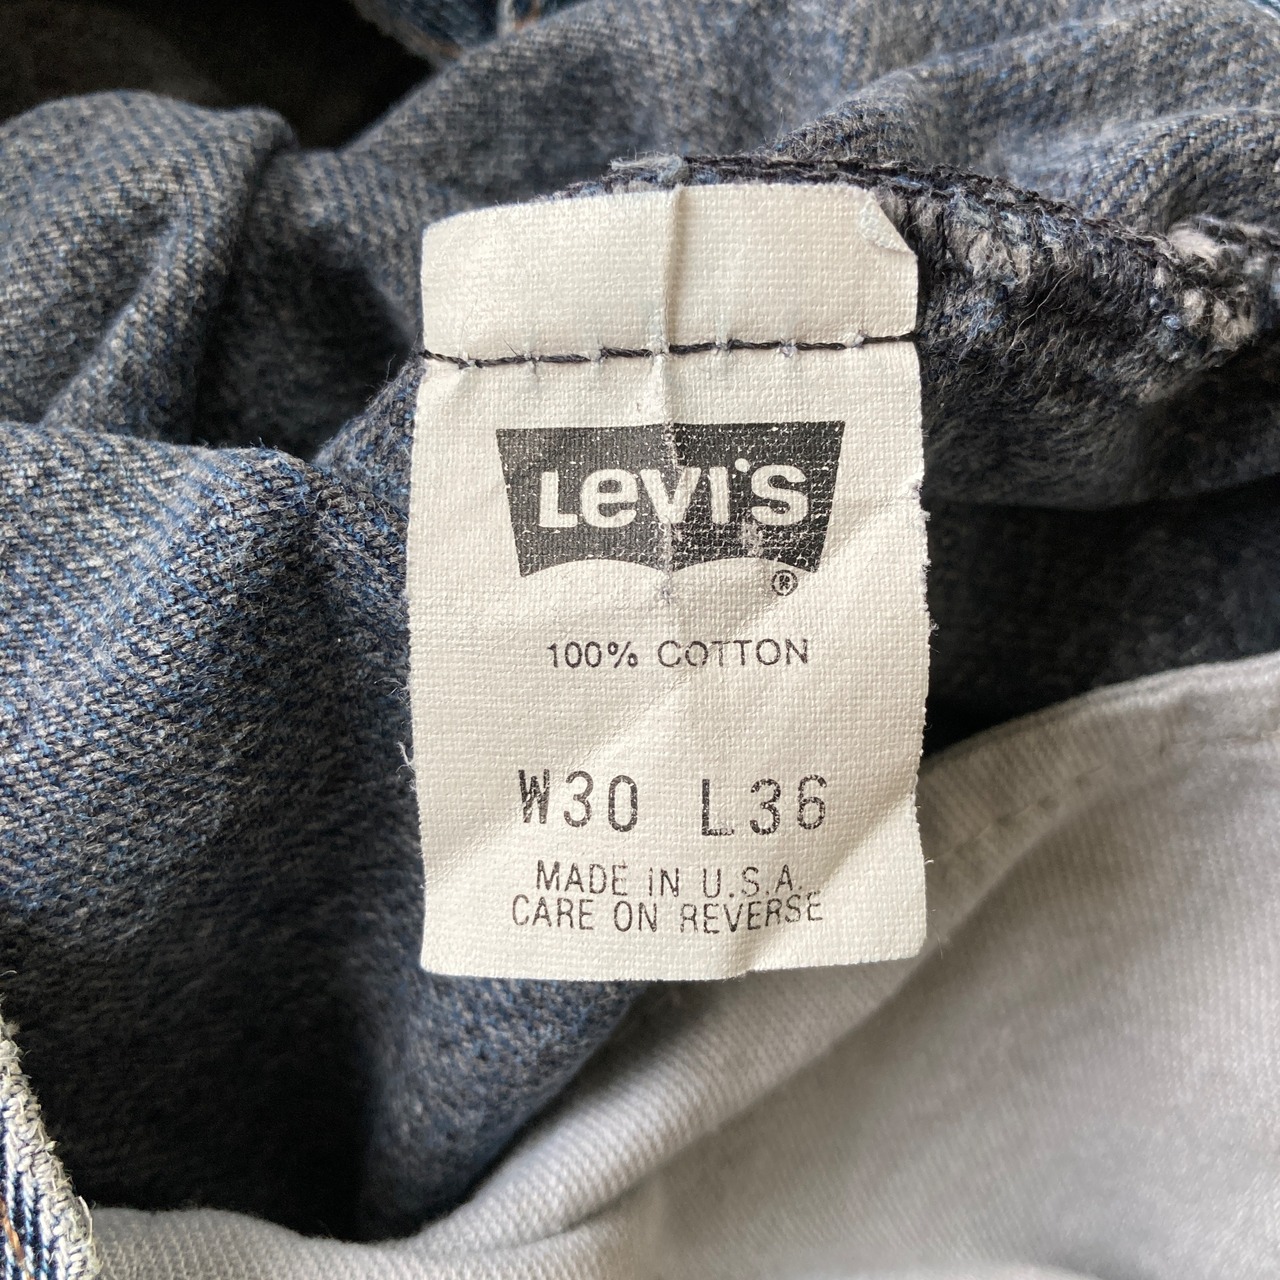 Levi's
®
100% COTTON
W30 L36
MADE IN U.S.A.
CARE ON REVERSE